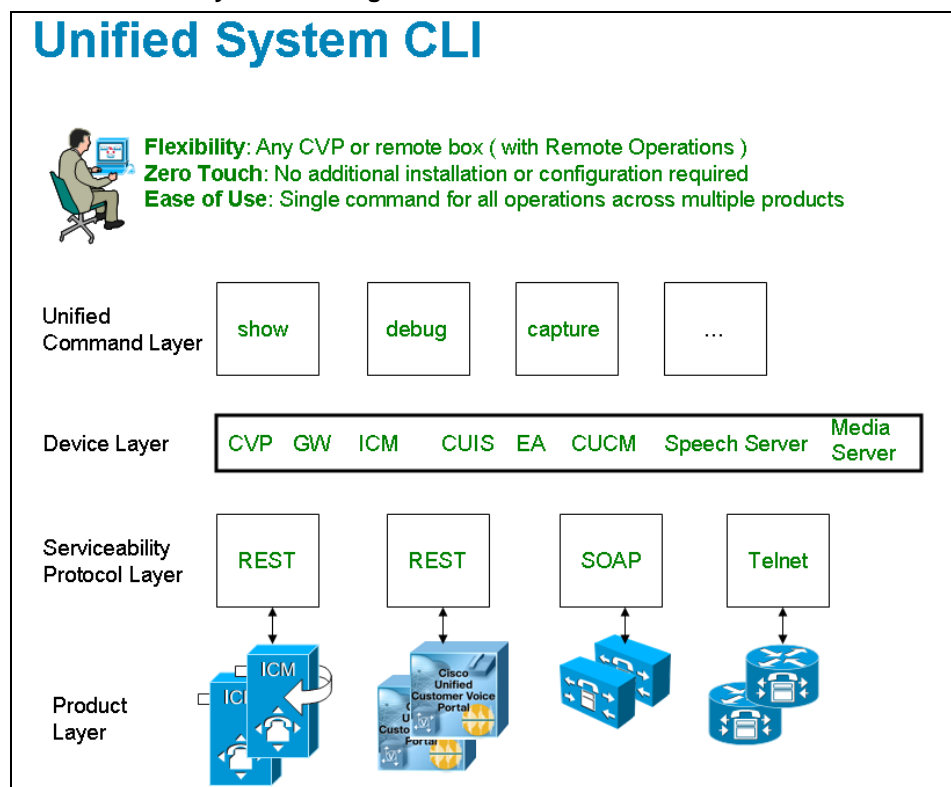 Unified System CLI
Flexibility: Any CVP or remote box ( with Remote Operations )
Zero Touch: No additional installation or configuration required
Ease of Use: Single command for all operations across multiple products
Unified
Command Layer
show
debug
capture
...
Device Layer
CVP GW ICM CUIS EA CUCM Speech Server Media
Server
Serviceability
Protocol Layer
REST
REST
SOAP
Telnet
Product
Layer
ICM
Cisco
Unified
Customer Voice
Portal